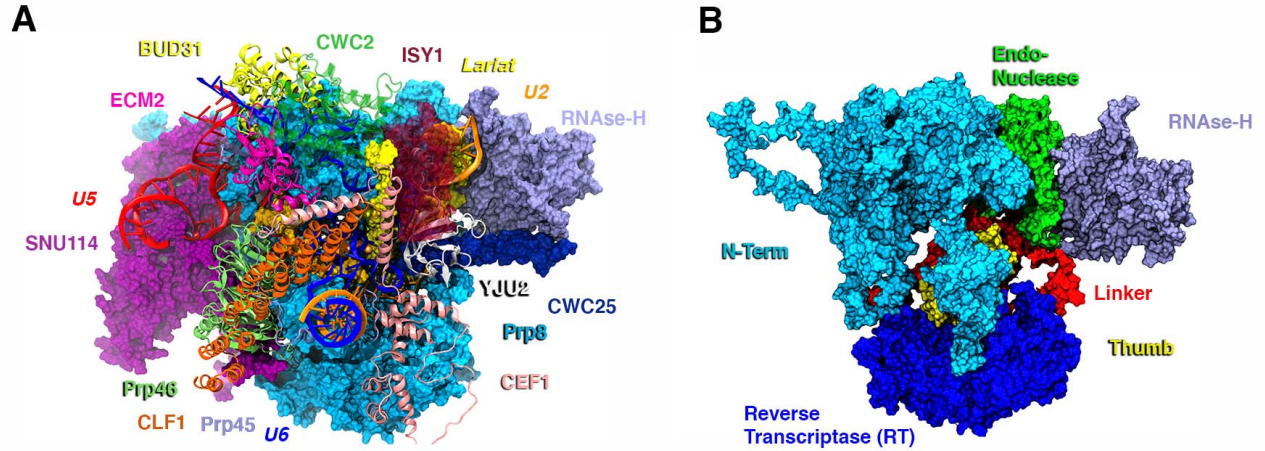 A
BUD31
CWC2
ISY1
Lariat
U2
RNAse-H
ECM2
U5
SNU114
YJU2
CWC25
Prp8
CEF1
Prp46
CLF1
Prp45
U6
B
Endo-
Nuclease
RNAse-H
N-Term
Linker
Thumb
Reverse
Transcriptase (RT)